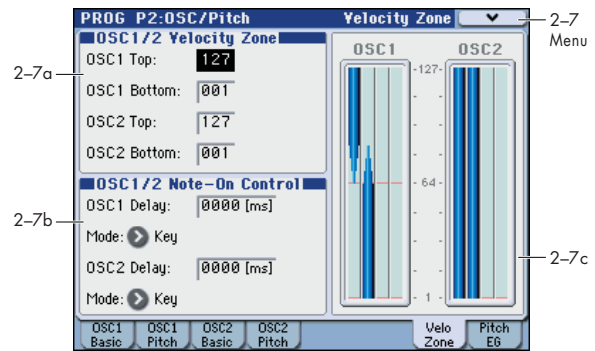 PROG P2:OSC/Pitch Velocity Zone
2–7
Menu
OSC1/2 Velocity Zone
OSC1 Top: 127
2–7a
OSC1 Bottom: 001
OSC2 Top: 127
OSC2 Bottom: 001
OSC1/2 Note-On Control
OSC1 Delay: 0000 [ms]
2–7b
Mode: Key
OSC2 Delay: 0000 [ms]
Mode: Key
OSC1 OSC2
-127-
- 64 -
- 1 -
2–7c
OSC1 Basic
OSC1 Pitch
OSC2 Basic
OSC2 Pitch
Velo Zone
Pitch EG